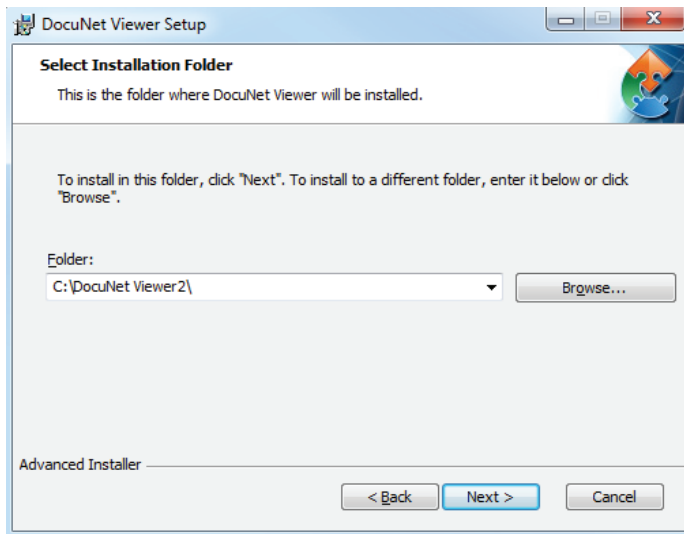 DocuNet Viewer Setup
Select Installation Folder
This is the folder where DocuNet Viewer will be installed.
To install in this folder, click "Next". To install to a different folder, enter it below or click
"Browse".
Folder:
C:\DocuNet Viewer2\ Browse...
Advanced Installer
< Back Next > Cancel